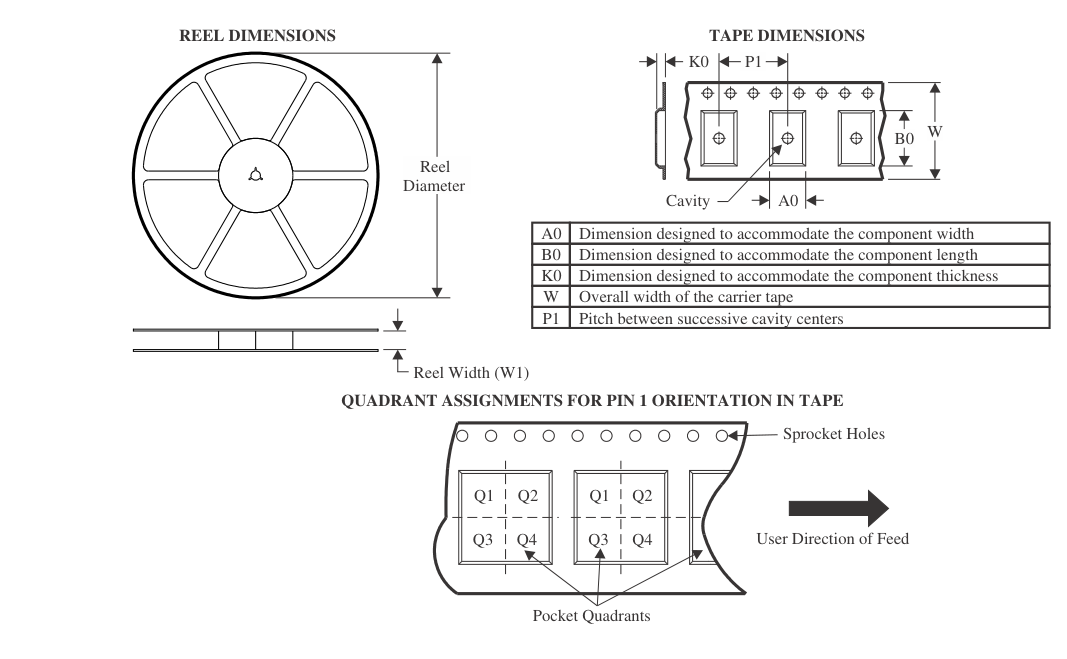 REEL DIMENSIONS
Reel
Diameter
Reel Width (W1)
TAPE DIMENSIONS
K0 P1
B0 W
Cavity A0
A0 Dimension designed to accommodate the component width
B0 Dimension designed to accommodate the component length
K0 Dimension designed to accommodate the component thickness
W Overall width of the carrier tape
P1 Pitch between successive cavity centers
QUADRANT ASSIGNMENTS FOR PIN 1 ORIENTATION IN TAPE
Sprocket Holes
Q1 Q2 Q1 Q2
Q3 Q4 Q3 Q4
User Direction of Feed
Pocket Quadrants